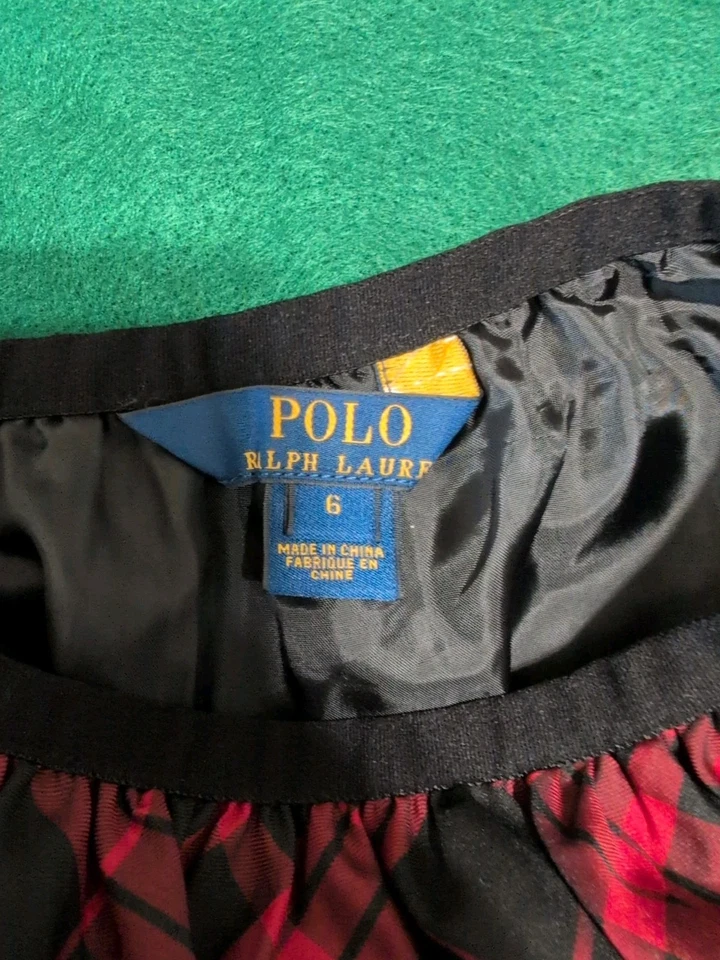 POLO
RALPH LAURE
6
MADE IN CHINA
FABRIQUE EN
CHINE